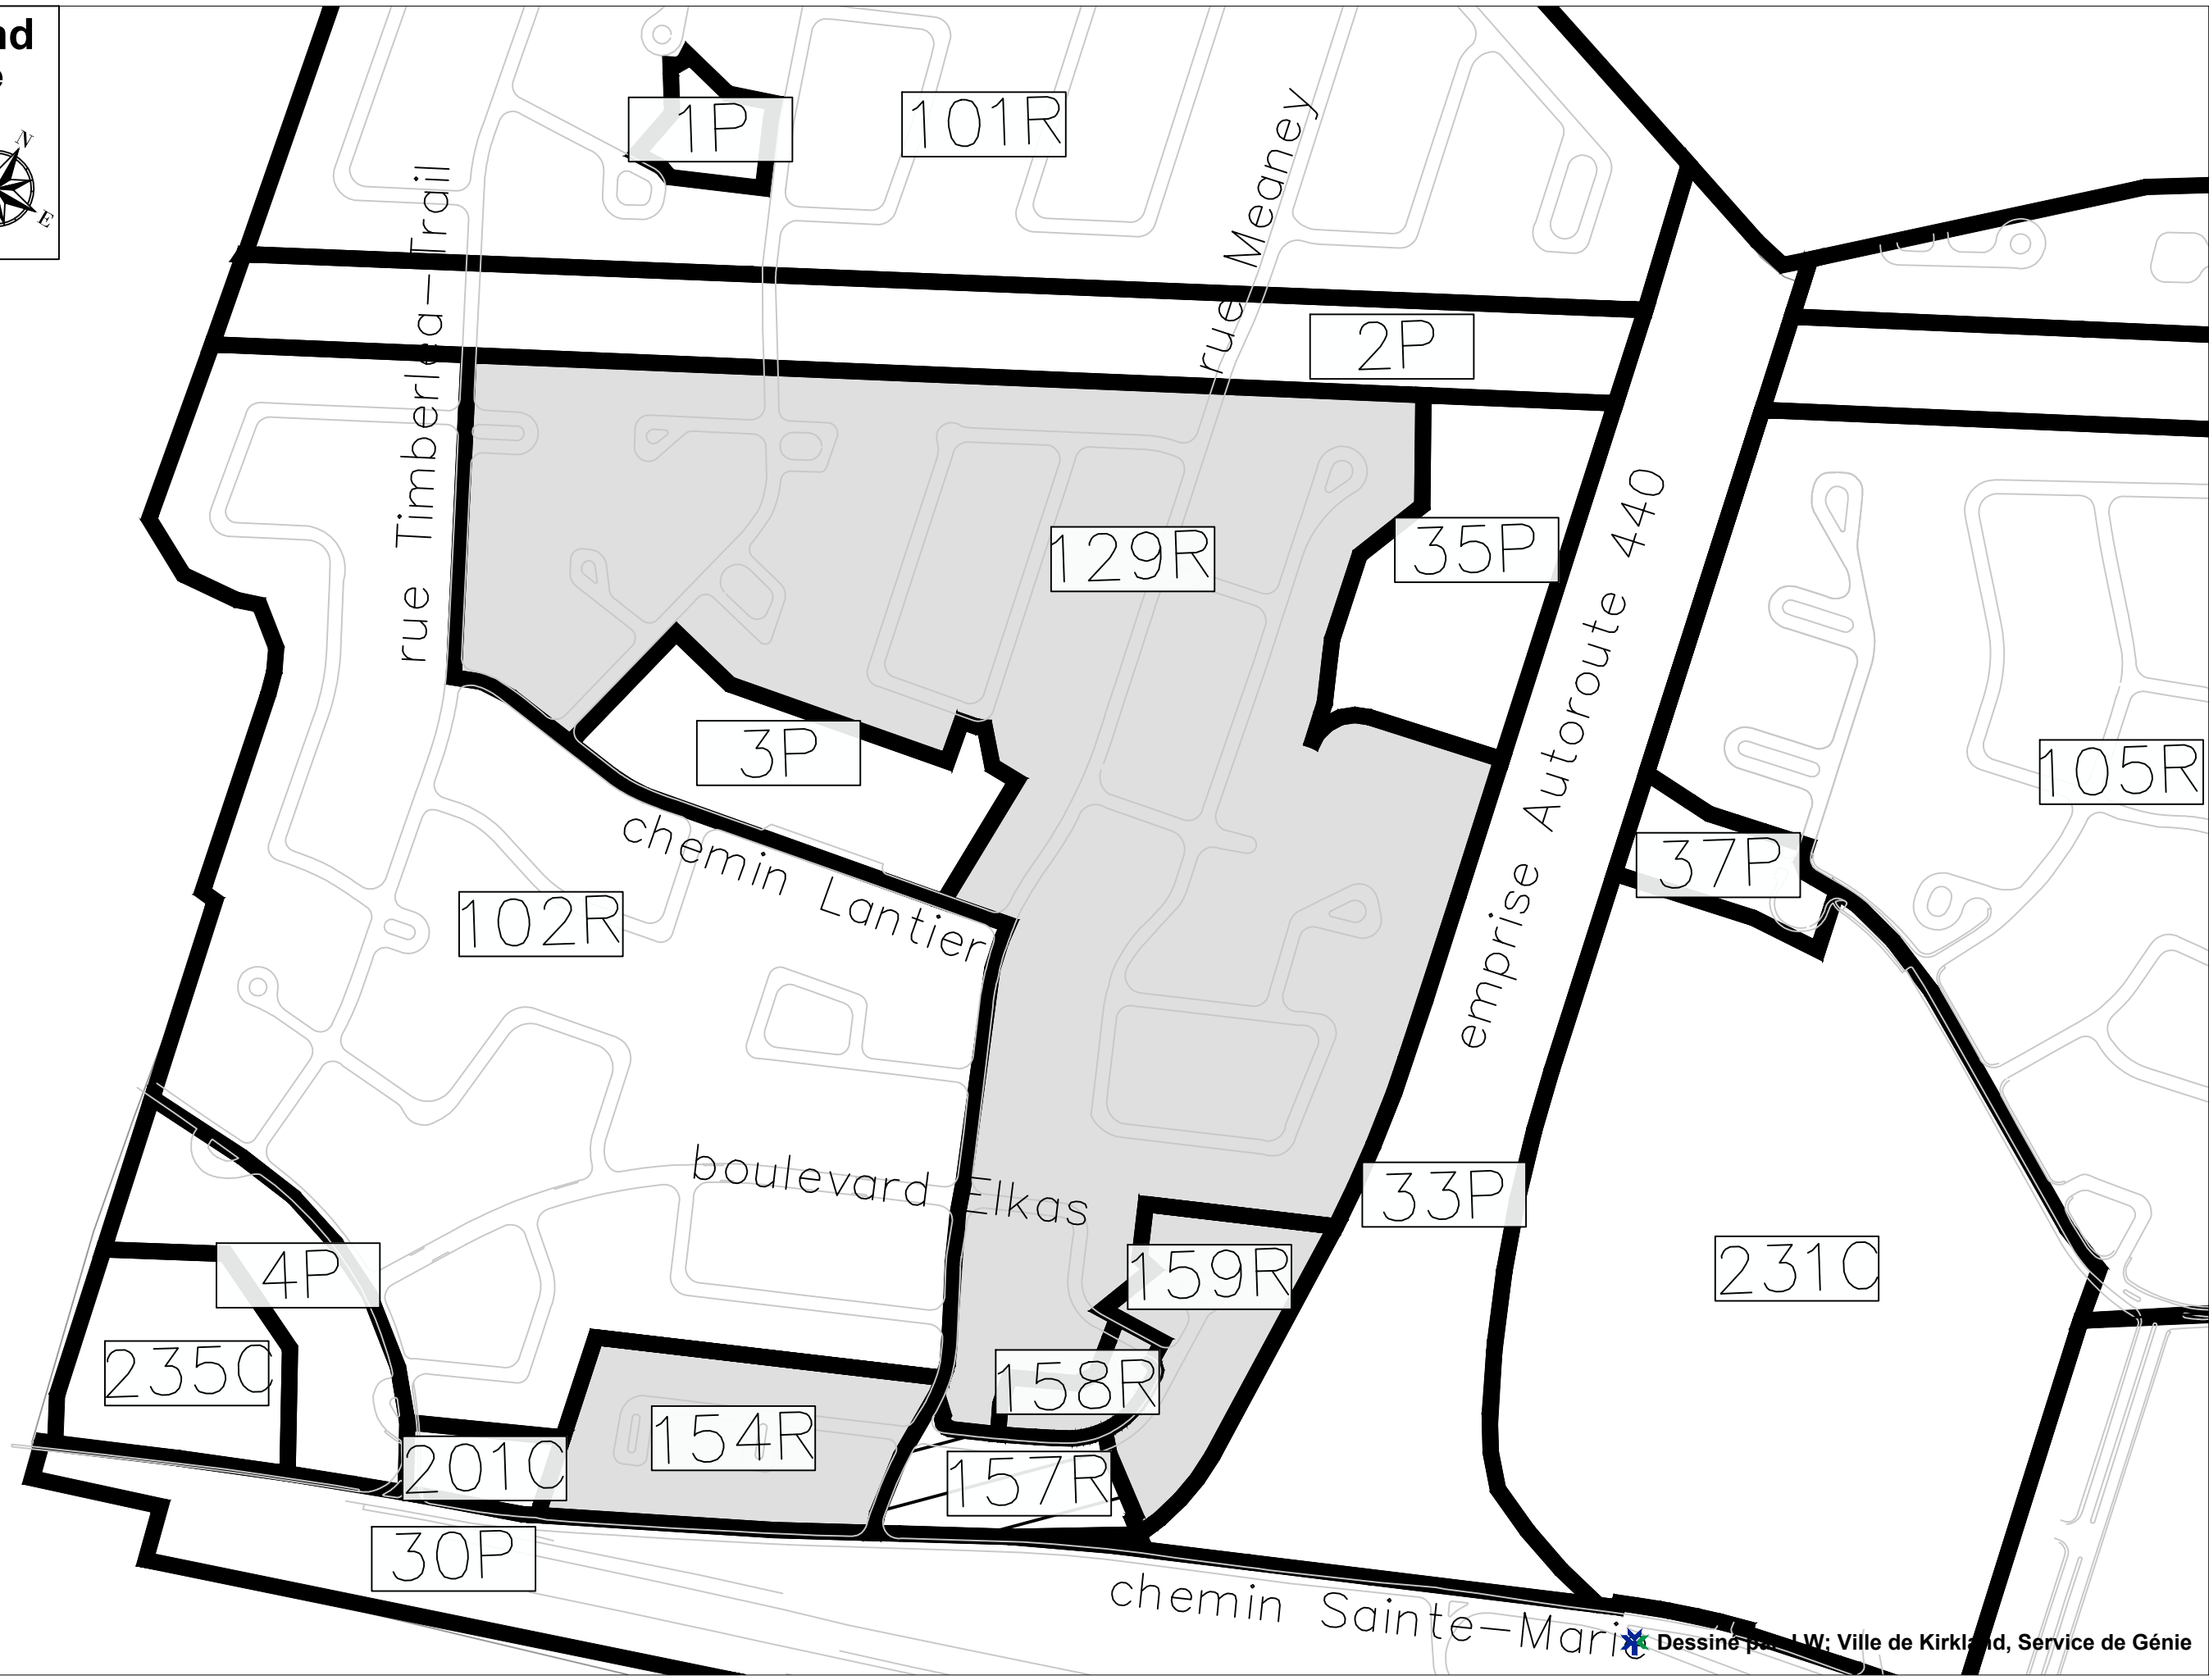 nd
e
N
E
1P
101R
rue Timberlea-Trail
rue Meaney
2P
129R
35P
emprise Autoroute 440
3P
105R
37P
chemin Lantier
102R
boulevard Elkas
33P
159R
231C
4P
235C
158R
154R
201C
157R
30P
chemin Sainte-Marie
Dessiné par LW; Ville de Kirkland, Service de Génie